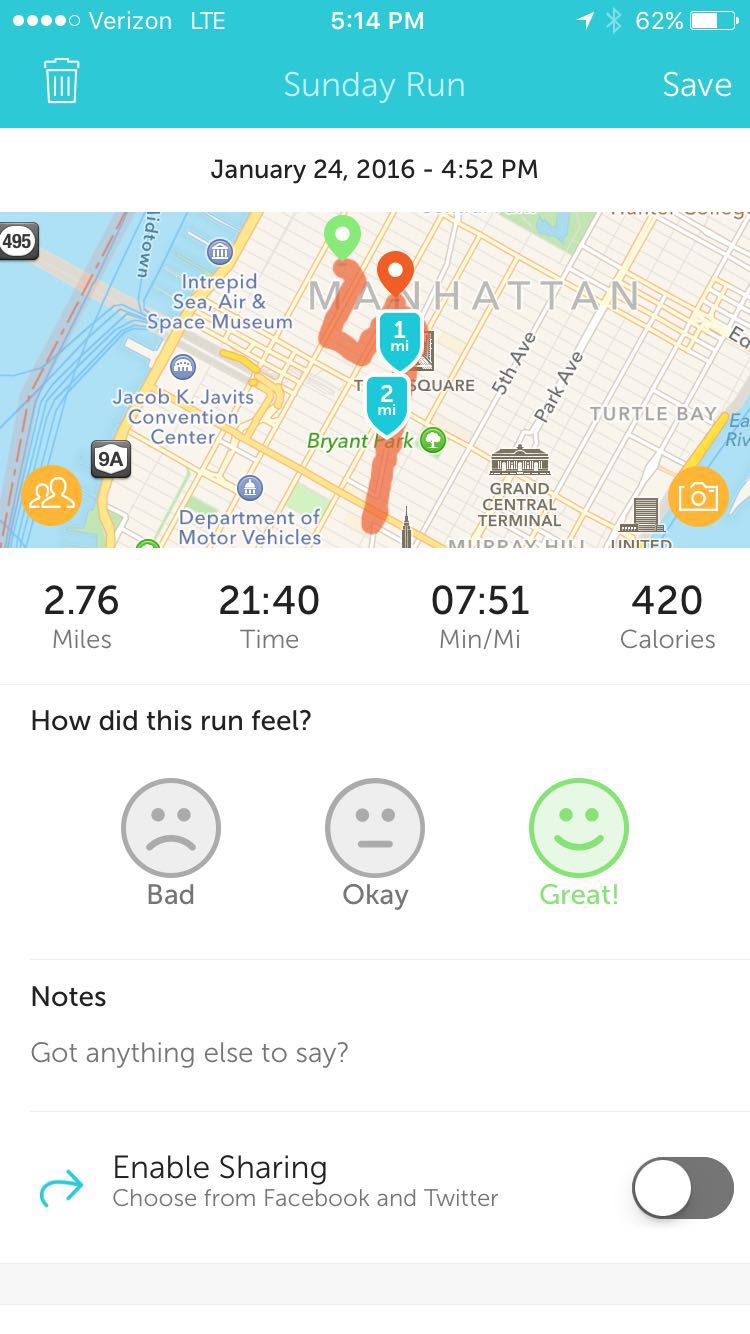 Verizon LTE 5:14 PM 62%
Sunday Run Save
January 24, 2016 - 4:52 PM
495
Intrepid
Sea, Air &
Space Museum
MANHATTAN
1
mi
SQUARE
5th Ave
Park Ave
Jacob K. Javits
Convention
Center
2
mi
TURTLE BAY
Bryant Park
9A
GRAND
CENTRAL
TERMINAL
Department of
Motor Vehicles
MURRAY HILL
UNITED
2.76 21:40 07:51 420
Miles Time Min/Mi Calories
How did this run feel?
Bad Okay Great!
Notes
Got anything else to say?
Enable Sharing
Choose from Facebook and Twitter